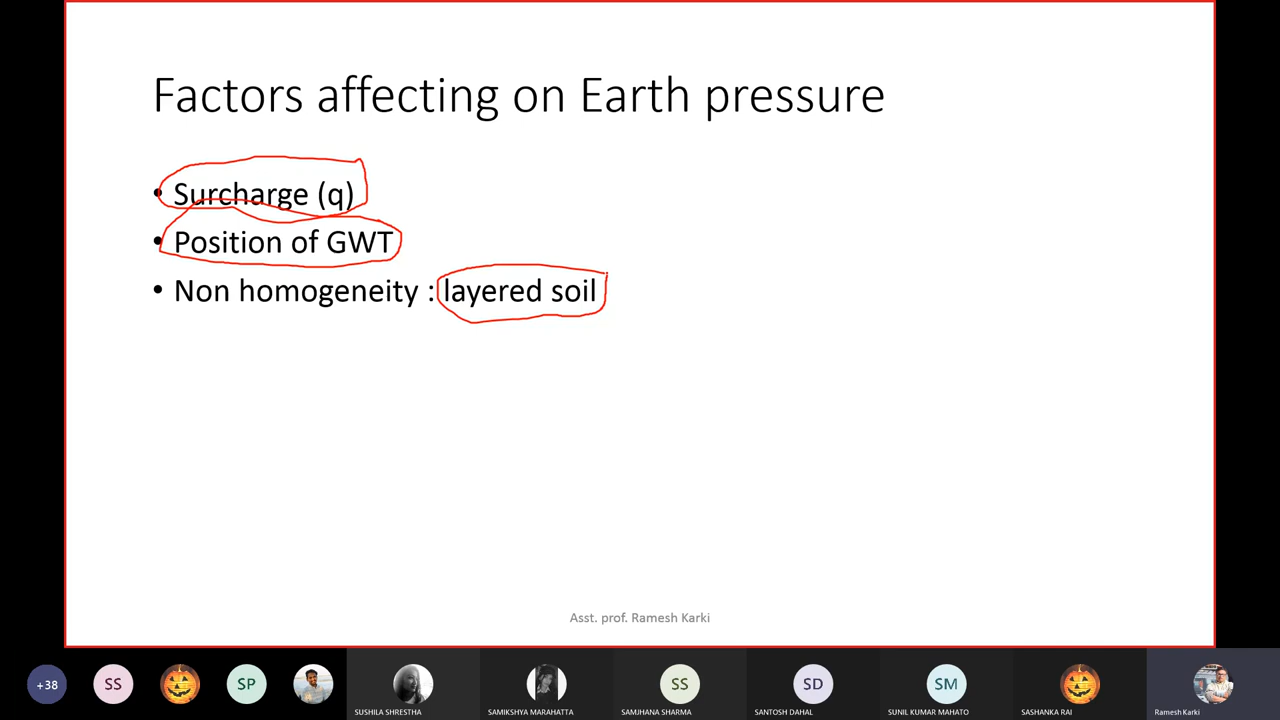 Factors affecting on Earth pressure
• Surcharge (q)
• Position of GWT
• Non homogeneity : layered soil
Asst. prof. Ramesh Karki
+38
SS
SP
SUSHILA SHRESTHA
SAMIKSHYA MARAHATTA
SS
SAMJHANA SHARMA
SD
SANTOSH DAHAL
SM
SUNIL KUMAR MAHATO
SASHANKA RAI
Ramesh Karki